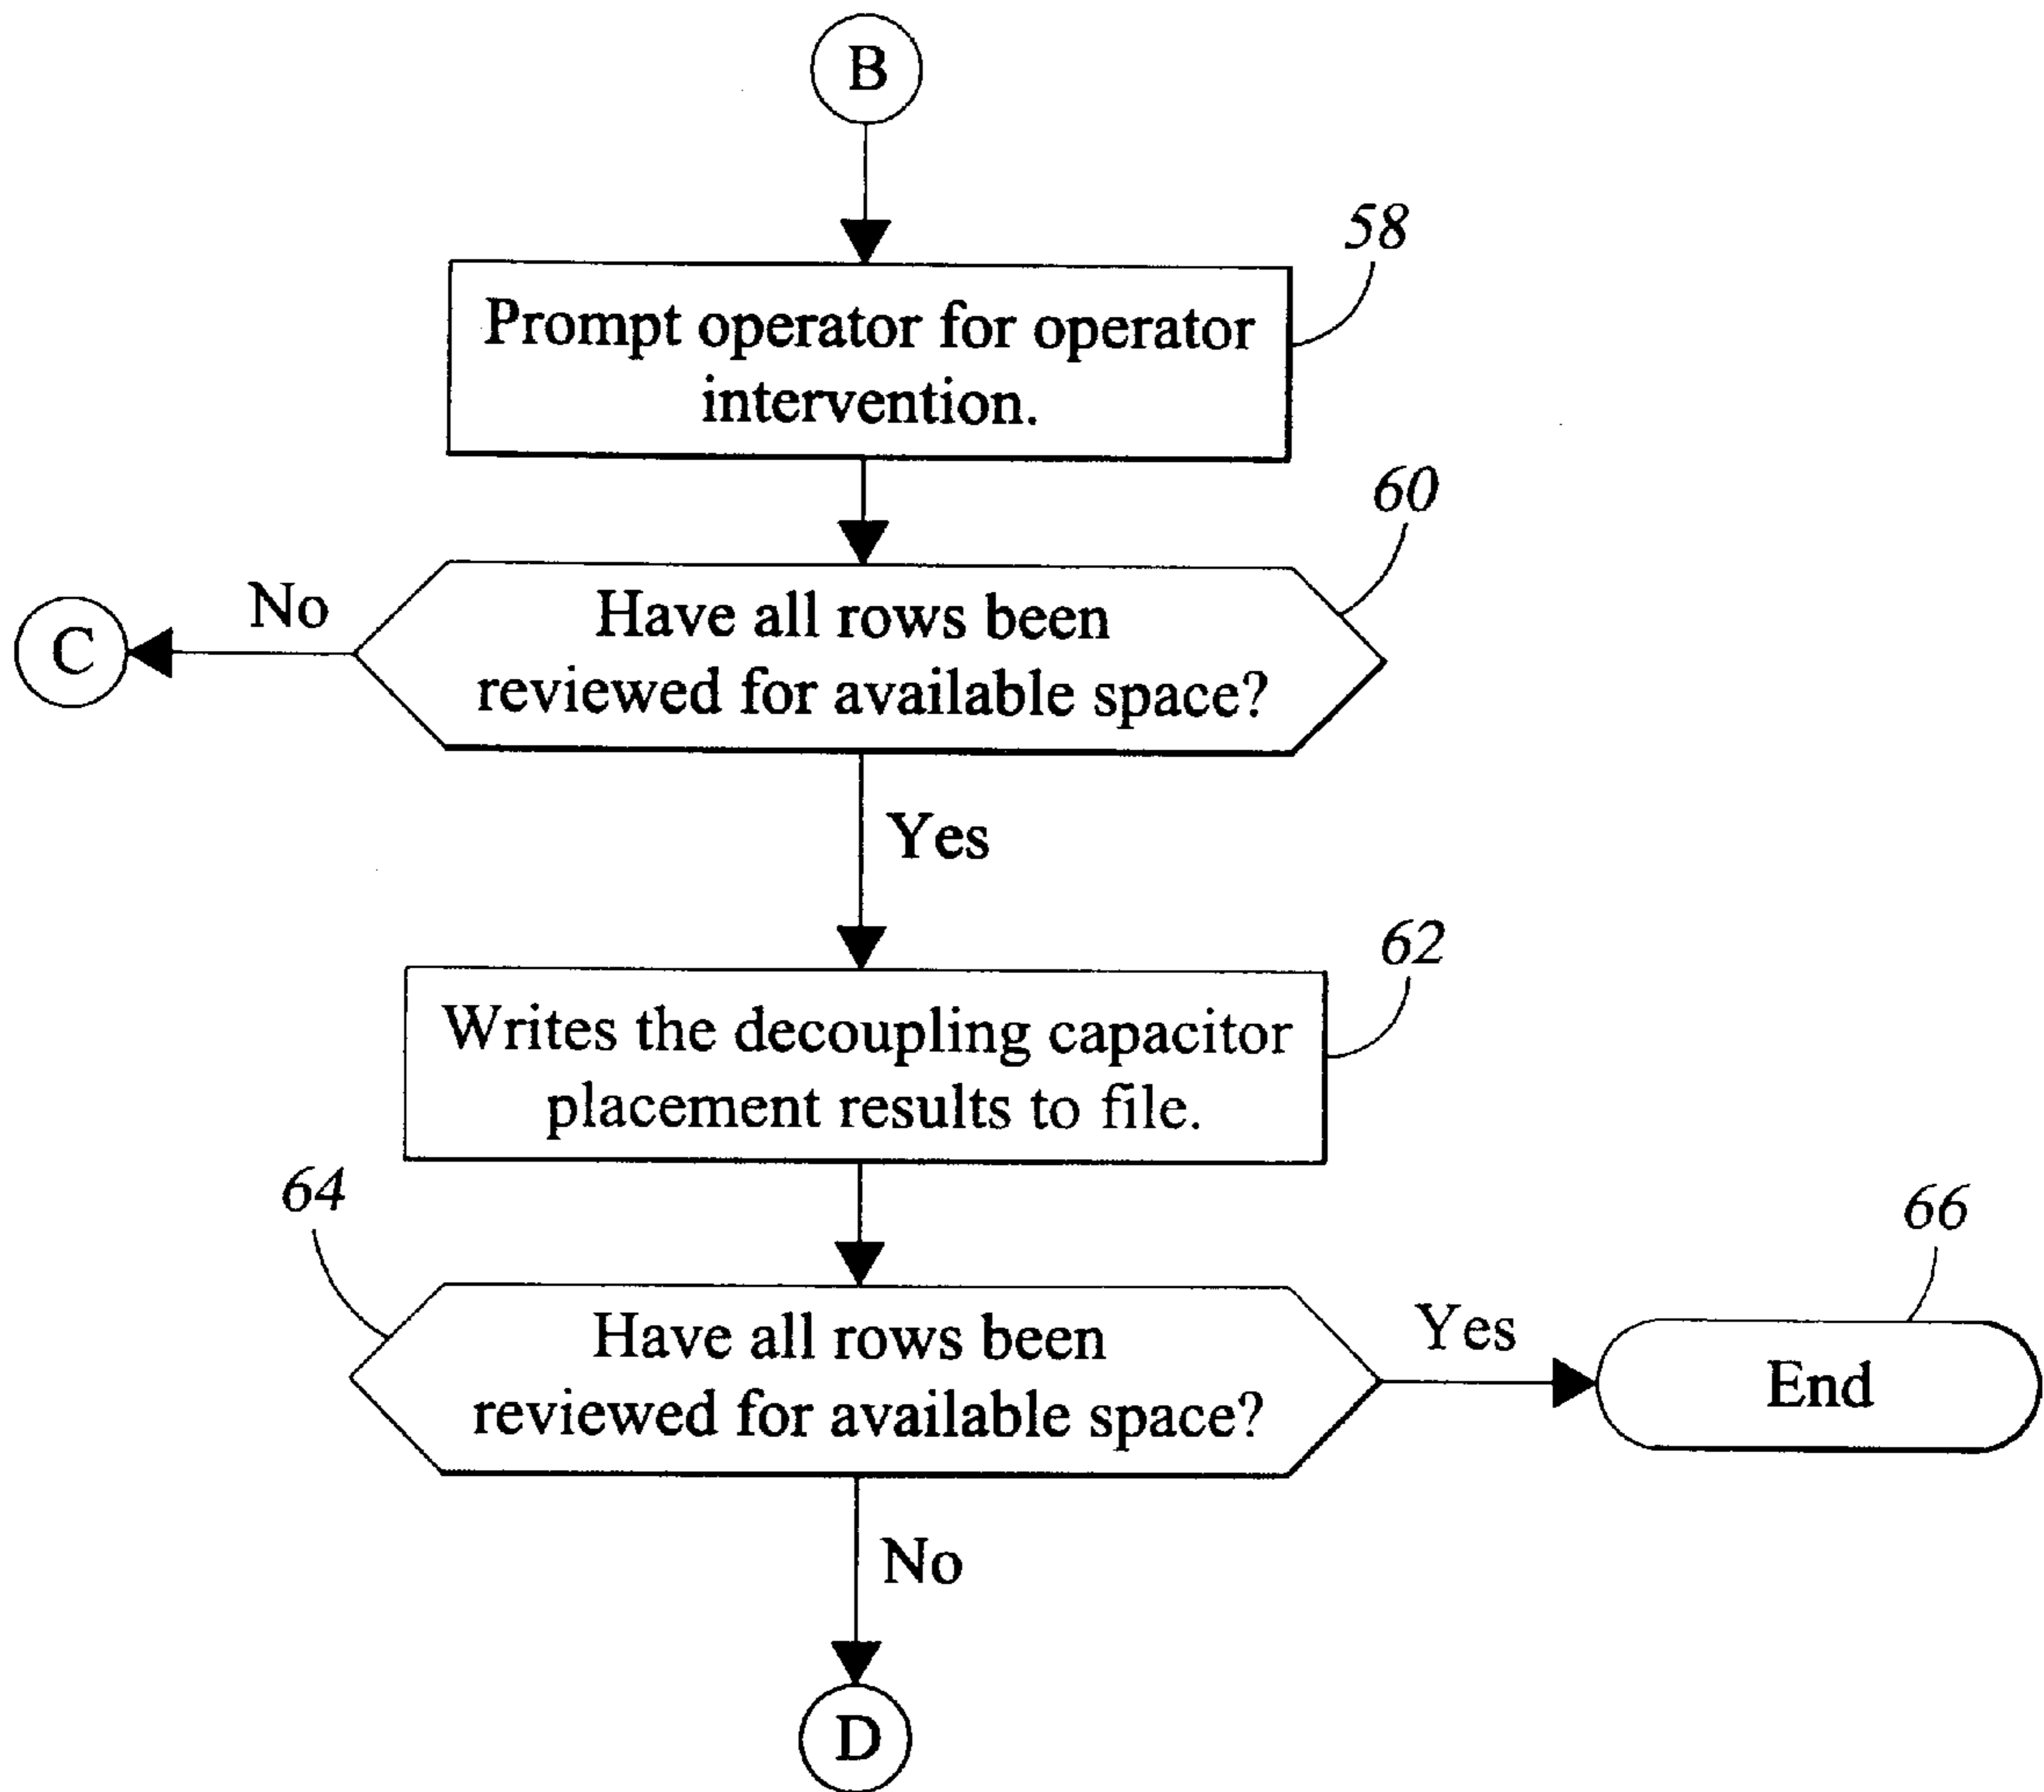 B
58
Prompt operator for operator
intervention.
60
No
C
Have all rows been
reviewed for available space?
Yes
62
Writes the decoupling capacitor
placement results to file.
64
66
Have all rows been
reviewed for available space?
Yes
End
No
D